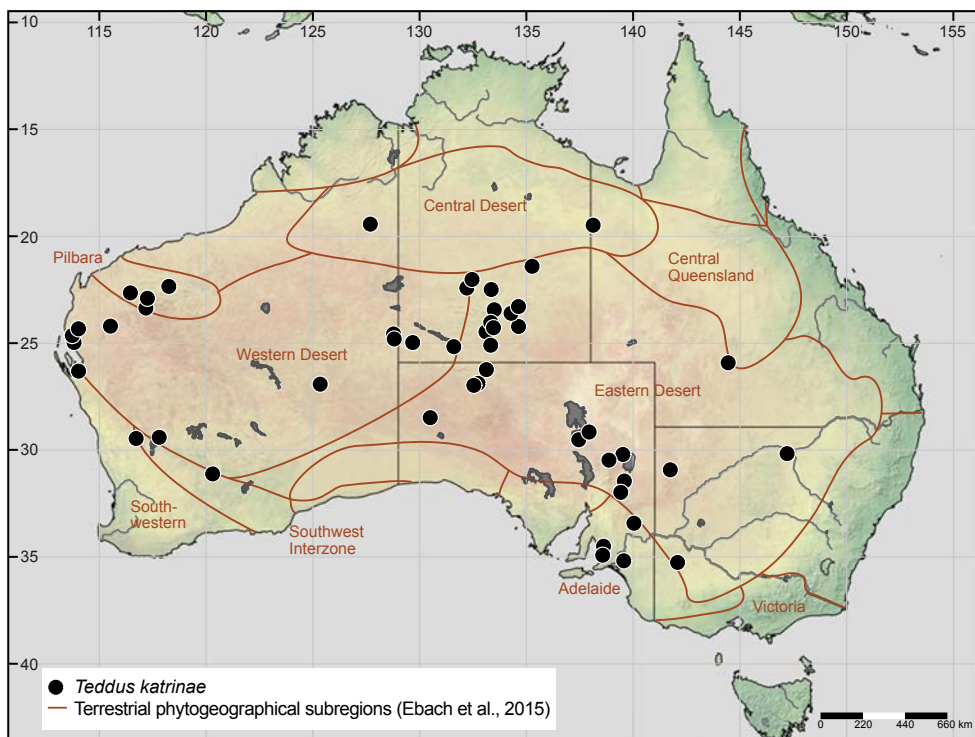 10
115 120 125 130 135 140 145 150 155
15
Central Desert
20
Pilbara
Central
Queensland
25
Western Desert
Eastern Desert
30
South-
western
Southwest
Interzone
35
Adelaide
Victoria
40
Teddus katrinae
Terrestrial phytogeographical subregions (Ebach et al., 2015)
0 220 440 660 km